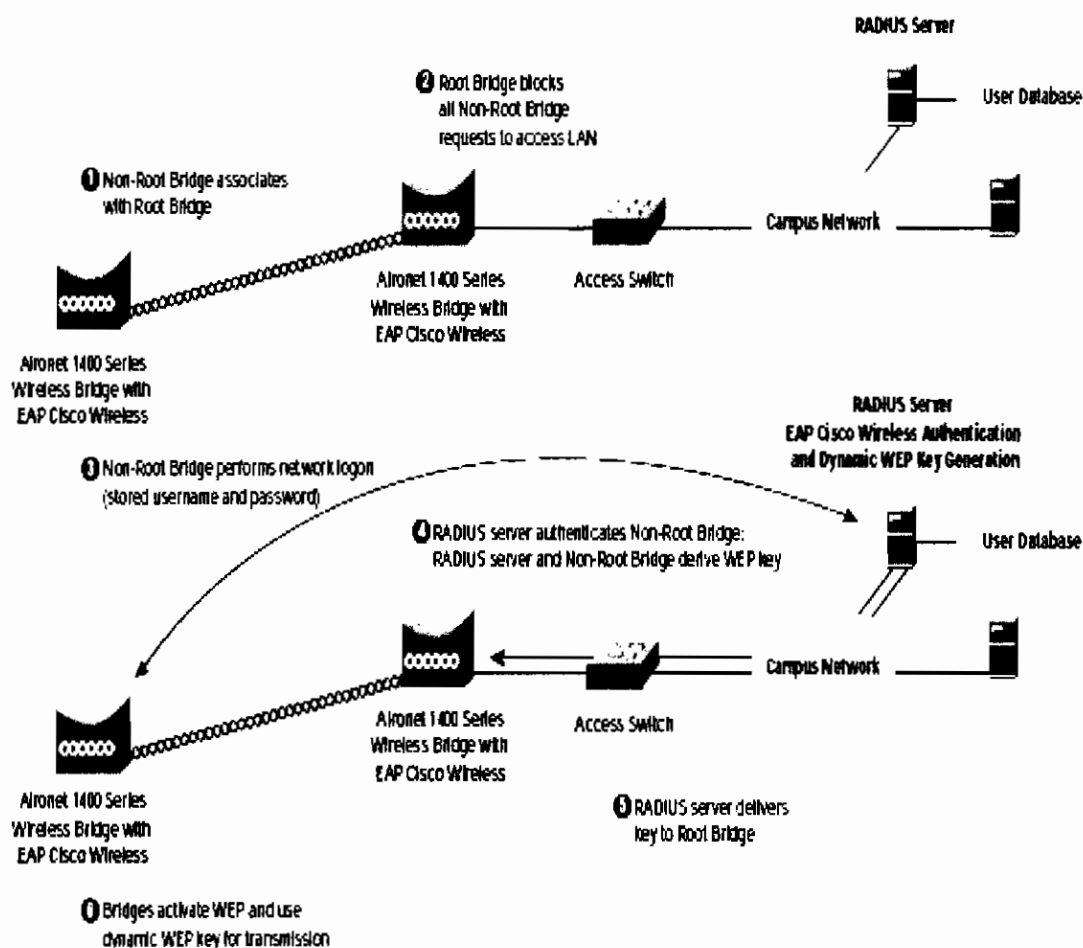 RADIUS Server
User Database
2 Root Bridge blocks
all Non-Root Bridge
requests to access LAN
1 Non-Root Bridge associates
with Root Bridge
Campus Network
Access Switch
Aironet 1400 Series
Wireless Bridge with
EAP Cisco Wireless
Aironet 1400 Series
Wireless Bridge with
EAP Cisco Wireless
RADIUS Server
EAP Cisco Wireless Authentication
and Dynamic WEP Key Generation
3 Non-Root Bridge performs network logon
(stored username and password)
4 RADIUS server authenticates Non-Root Bridge:
RADIUS server and Non-Root Bridge derive WEP key
User Database
Campus Network
Access Switch
Aironet 1400 Series
Wireless Bridge with
EAP Cisco Wireless
Aironet 1400 Series
Wireless Bridge with
EAP Cisco Wireless
5 RADIUS server delivers
key to Root Bridge
6 Bridges activate WEP and use
dynamic WEP key for transmission